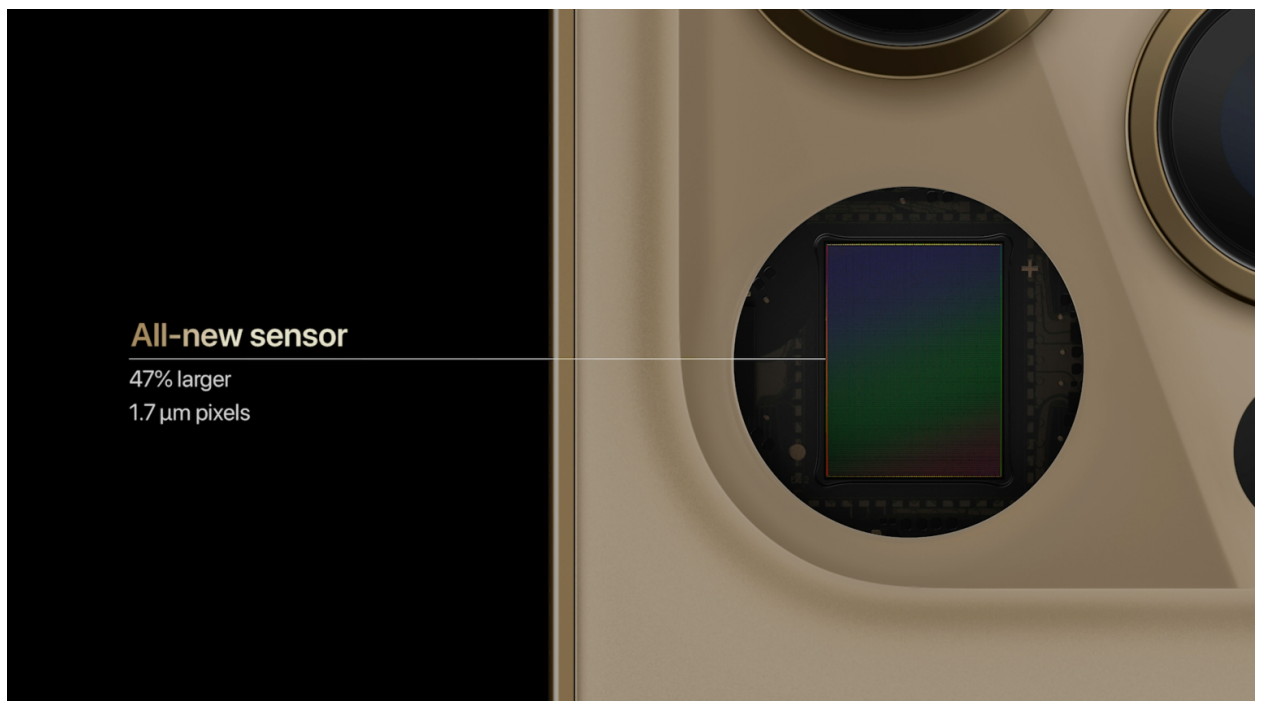 All-new sensor
47% larger
1.7 μm pixels